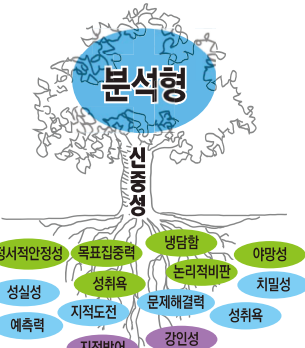 분석형
신중성
정서적안정성
목표집중력
냉담함
야망성
성취욕
논리적비판
성실성
치밀성
지적도전
문제해결력
성취욕
예측력
강인성